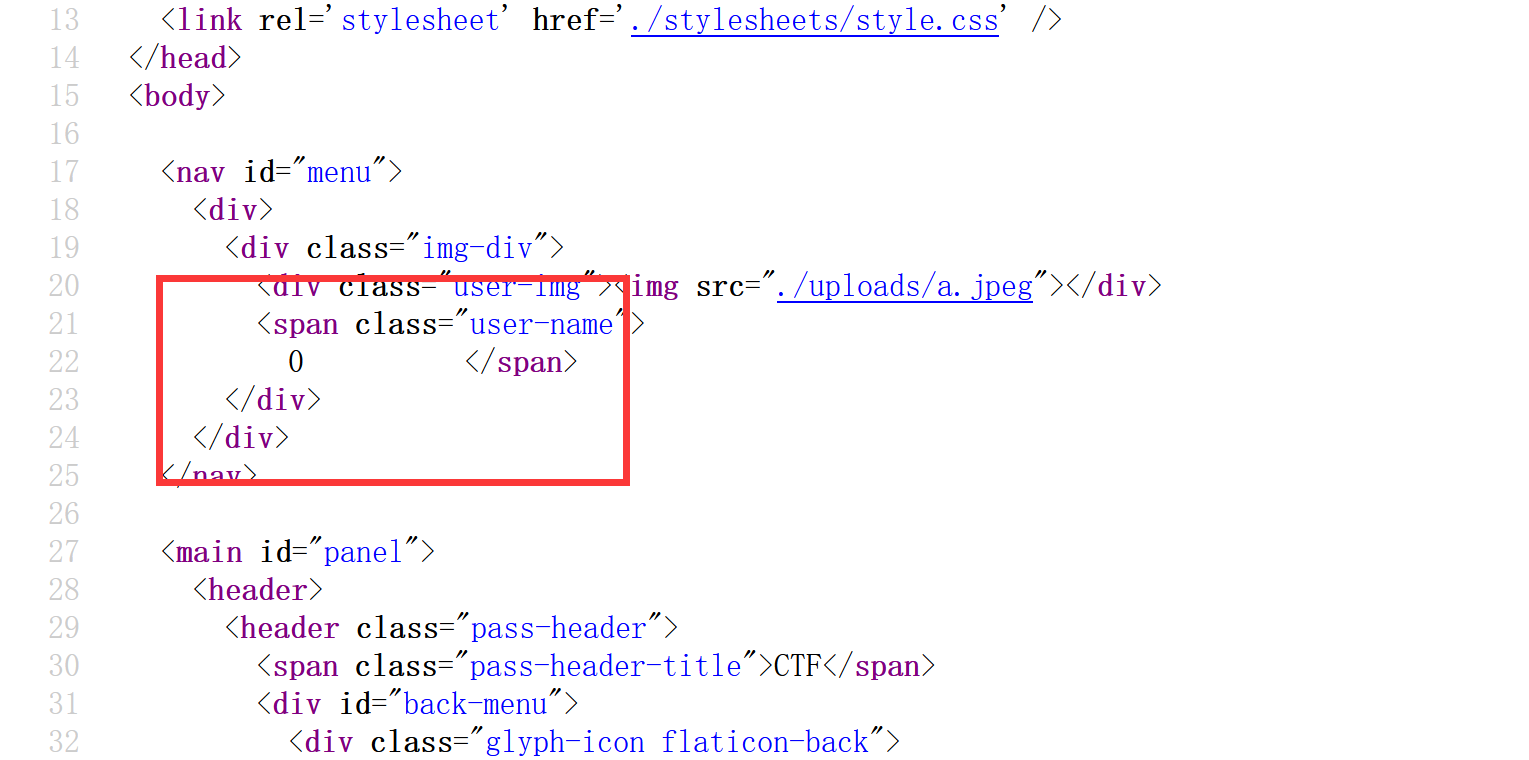 13 <link rel='stylesheet' href='./stylesheets/style.css' />
14 </head>
15 <body>
16
17 <nav id="menu">
18 <div>
19 <div class="img-div">
20 <div class="user-img"><img src="./uploads/a.jpeg"></div>
21 <span class="user-name">
22 0 </span>
23 </div>
24 </div>
25 </nav>
26
27 <main id="panel">
28 <header>
29 <header class="pass-header">
30 <span class="pass-header-title">CTF</span>
31 <div id="back-menu">
32 <div class="glyph-icon flaticon-back">